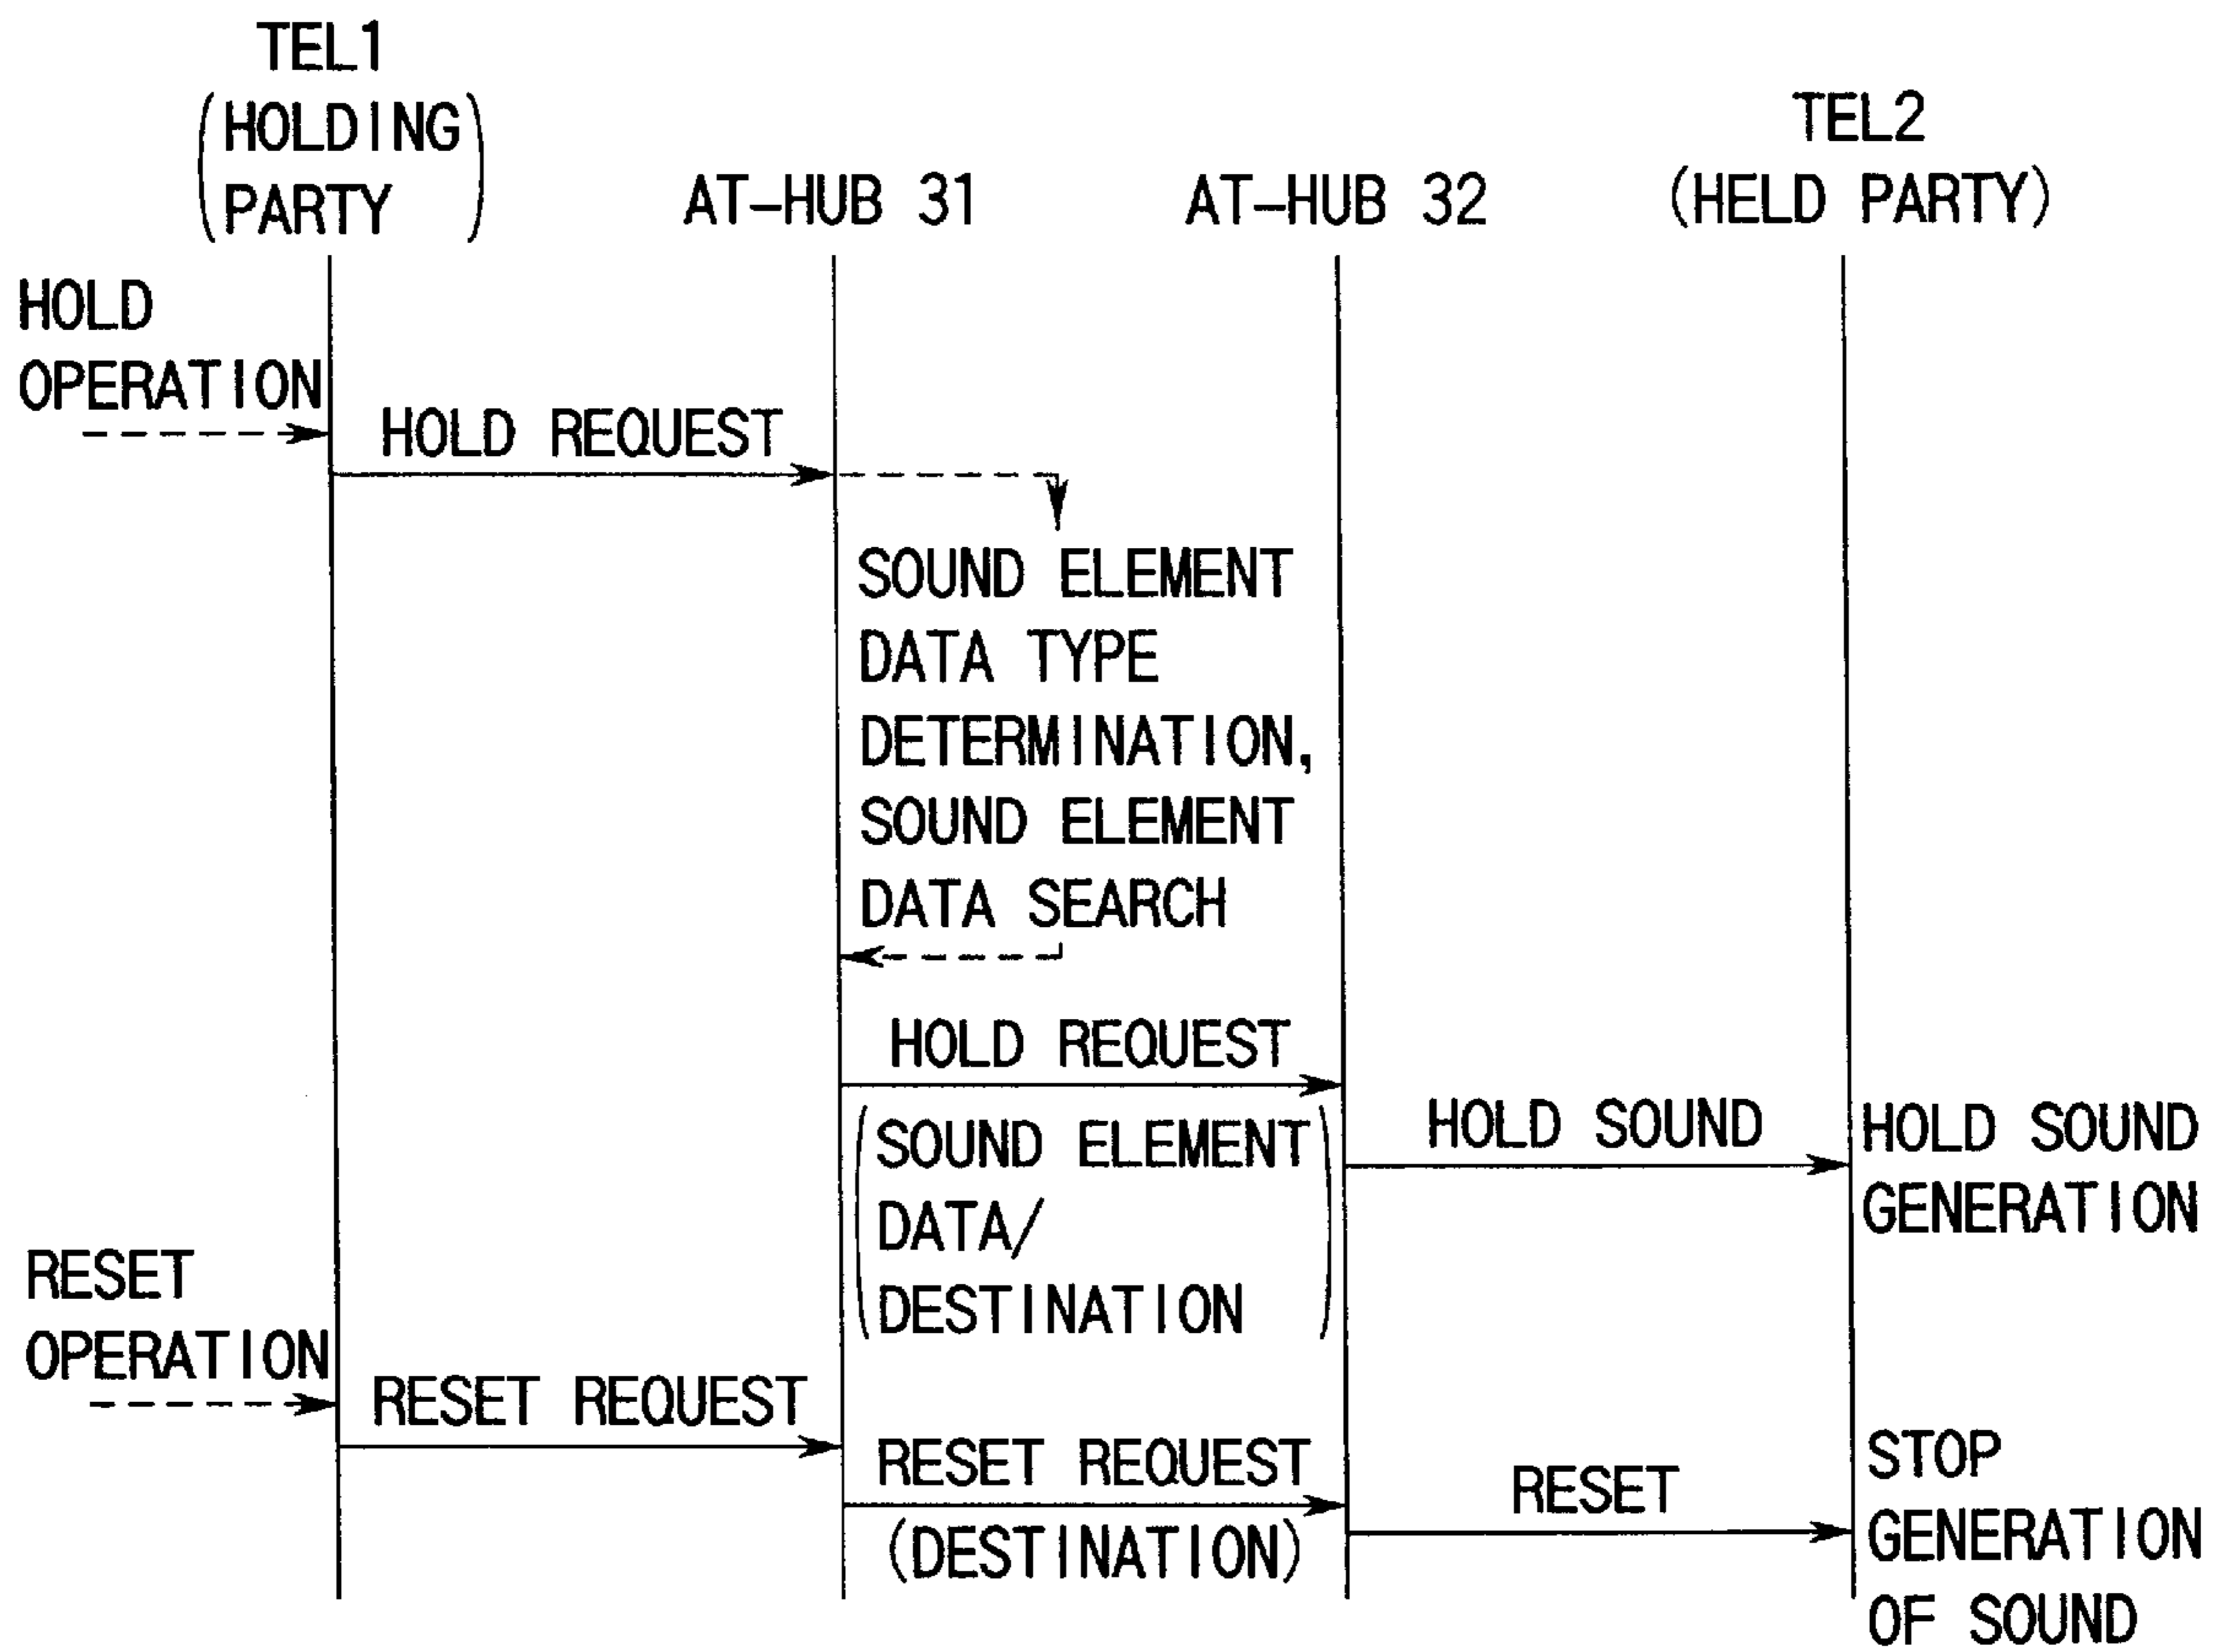 TEL1
(HOLDING
PARTY)
AT-HUB 31
AT-HUB 32
TEL2
(HELD PARTY)
HOLD
OPERATION
HOLD REQUEST
SOUND ELEMENT
DATA TYPE
DETERMINATION,
SOUND ELEMENT
DATA SEARCH
HOLD REQUEST
(SOUND ELEMENT
DATA/
DESTINATION)
HOLD SOUND
HOLD SOUND
GENERATION
RESET
OPERATION
RESET REQUEST
RESET REQUEST
(DESTINATION)
RESET
STOP
GENERATION
OF SOUND